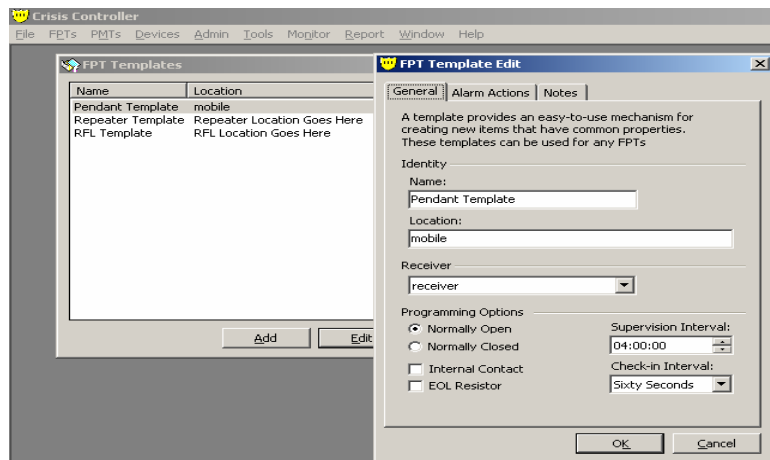 Crisis Controller
File FPTs PMTs Devices Admin Tools Monitor Report Window Help
FPT Templates
Name Location
Pendant Template mobile
Repeater Template Repeater Location Goes Here
RFL Template RFL Location Goes Here
Add Edit
FPT Template Edit
General Alarm Actions Notes
A template provides an easy-to-use mechanism for
creating new items that have common properties.
These templates can be used for any FPTs
Identity
Name:
Pendant Template
Location:
mobile
Receiver
receiver
Programming Options
Normally Open
Normally Closed
Internal Contact
EOL Resistor
Supervision Interval:
04:00:00
Check-in Interval:
Sixty Seconds
OK Cancel